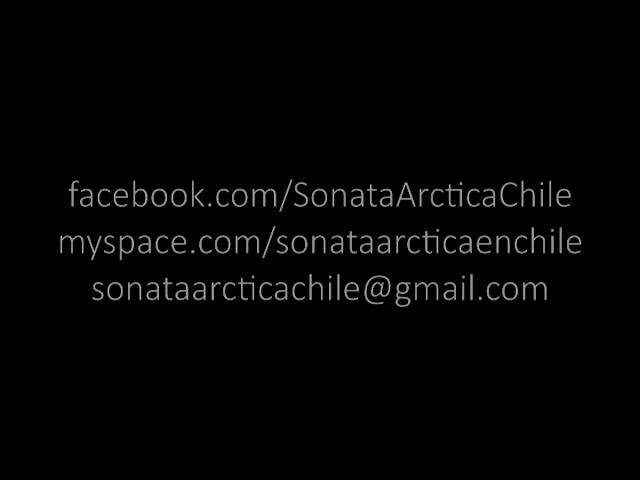 facebook.com/SonataArcticaChile
myspace.com/sonataarcticaenchile
sonataarcticachile@gmail.com